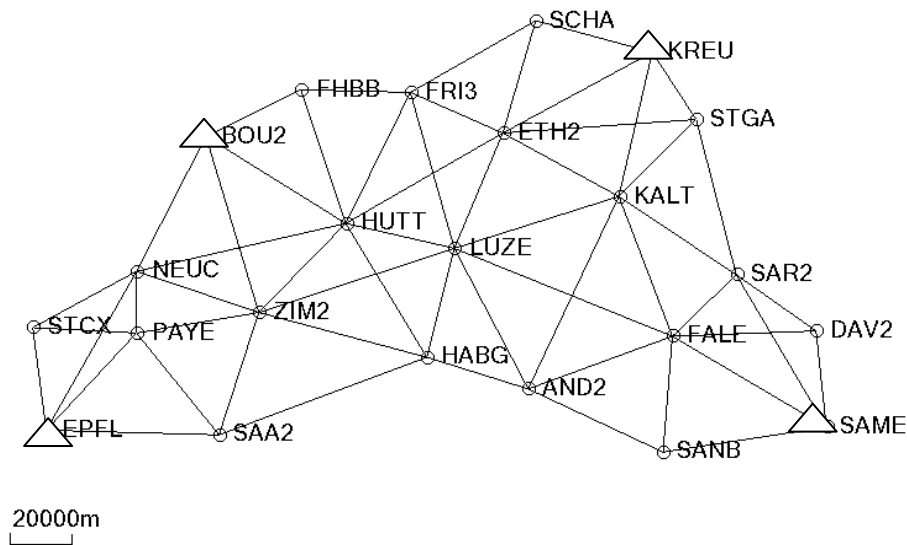 SCHA
KREU
FHBB
FRI3
STGA
BOU2
ETH2
KALT
HUTT
LUZE
NEUC
SAR2
ZIM2
STCX
PAYE
FALE
DAV2
HABG
AND2
EPFL
SAA2
SAME
SANB
20000m